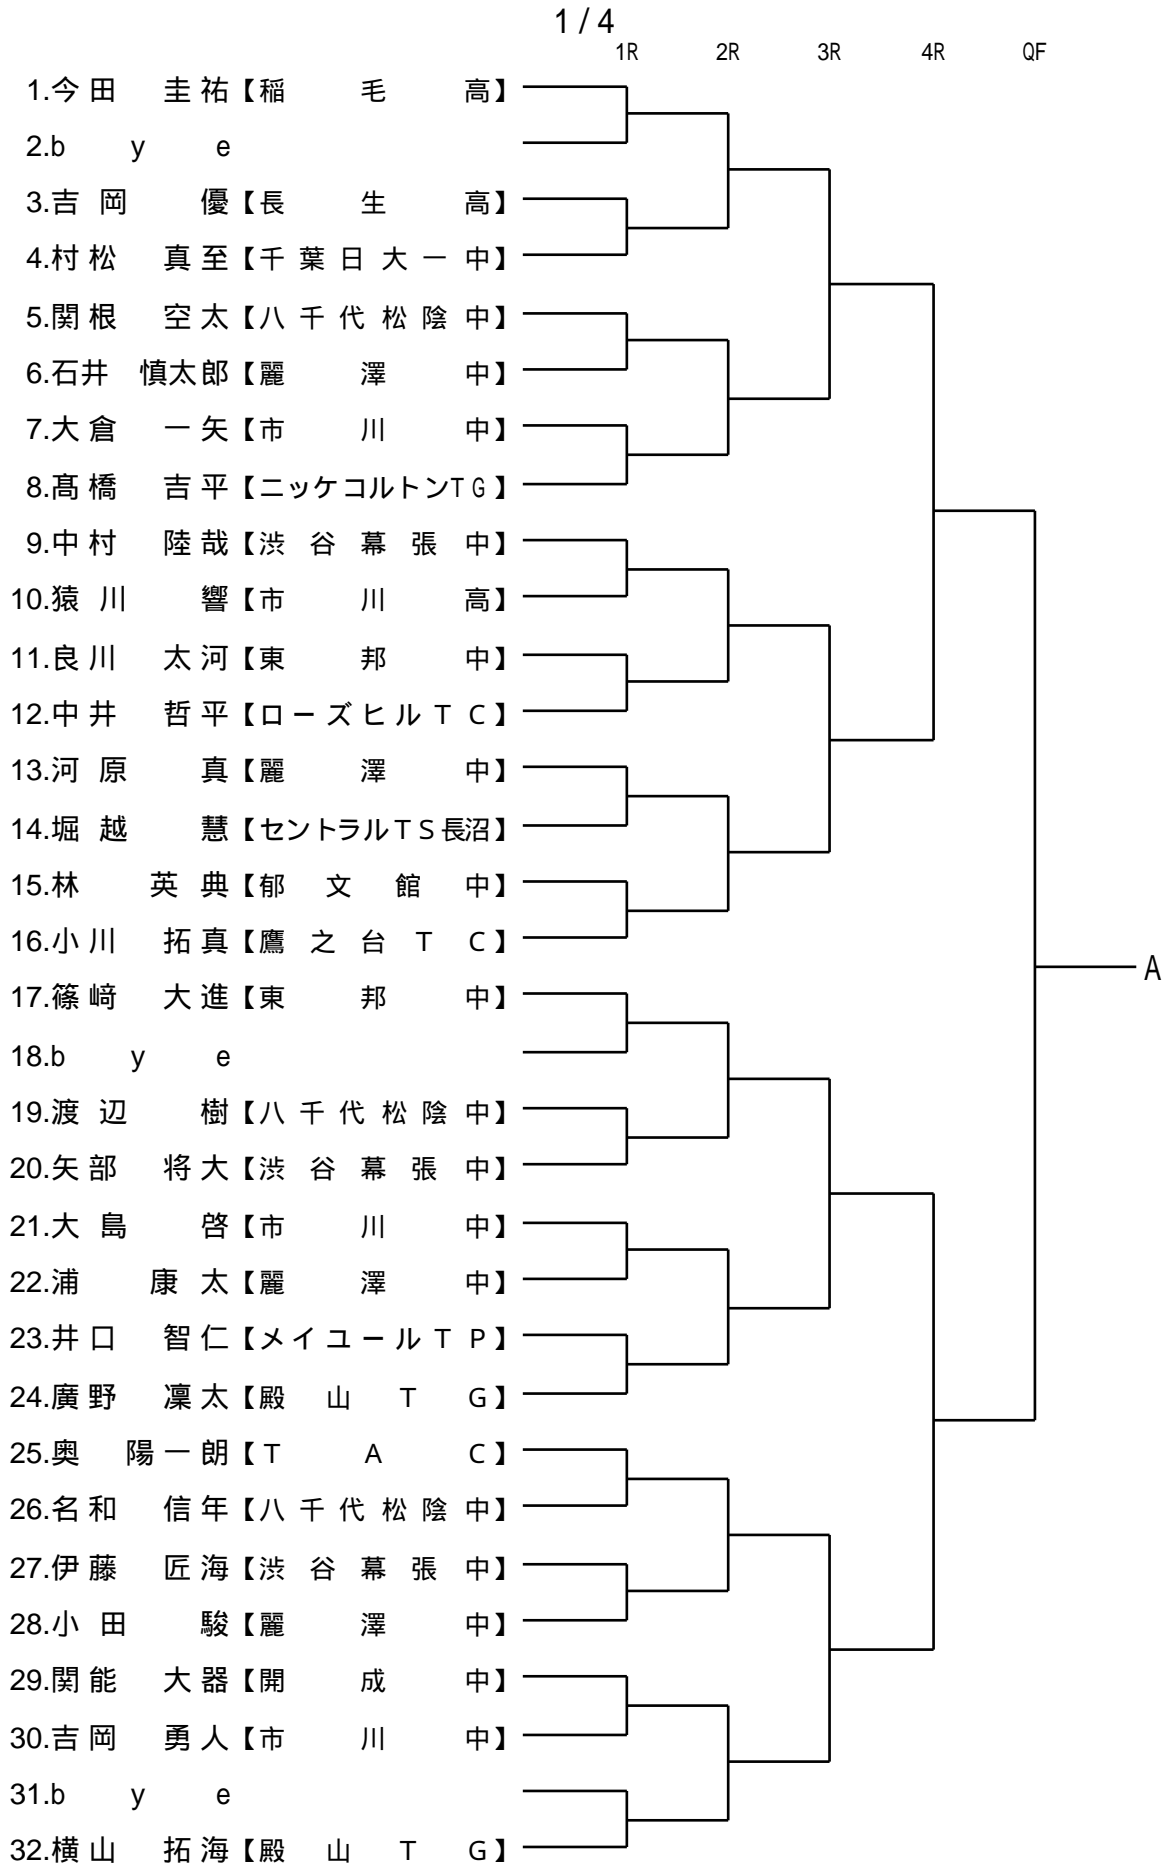 1 / 4
1R 2R 3R 4R QF
1.今田 圭祐【稲毛高】
2.bye
3.吉岡 優【長生高】
4.村松 真至【千葉日大一中】
5.関根 空太【八千代松陰中】
6.石井 慎太郎【麗澤中】
7.大倉 一矢【市川中】
8.髙橋 吉平【ニッケコルトンTG】
9.中村 陸哉【渋谷幕張中】
10.猿川 響【市川高】
11.良川 太河【東邦中】
12.中井 哲平【ローズヒルTC】
13.河原 真【麗澤中】
14.堀越 慧【セントラルTS長沼】
15.林 英典【郁文館中】
16.小川 拓真【鷹之台TC】
A
17.篠﨑 大進【東邦中】
18.bye
19.渡辺 樹【八千代松陰中】
20.矢部 将大【渋谷幕張中】
21.大島 啓【市川中】
22.浦 康太【麗澤中】
23.井口 智仁【メイユールTP】
24.廣野 凜太【殿山TG】
25.奥 陽一朗【TAC】
26.名和 信年【八千代松陰中】
27.伊藤 匠海【渋谷幕張中】
28.小田 駿【麗澤中】
29.関能 大器【開成中】
30.吉岡 勇人【市川中】
31.bye
32.横山 拓海【殿山TG】